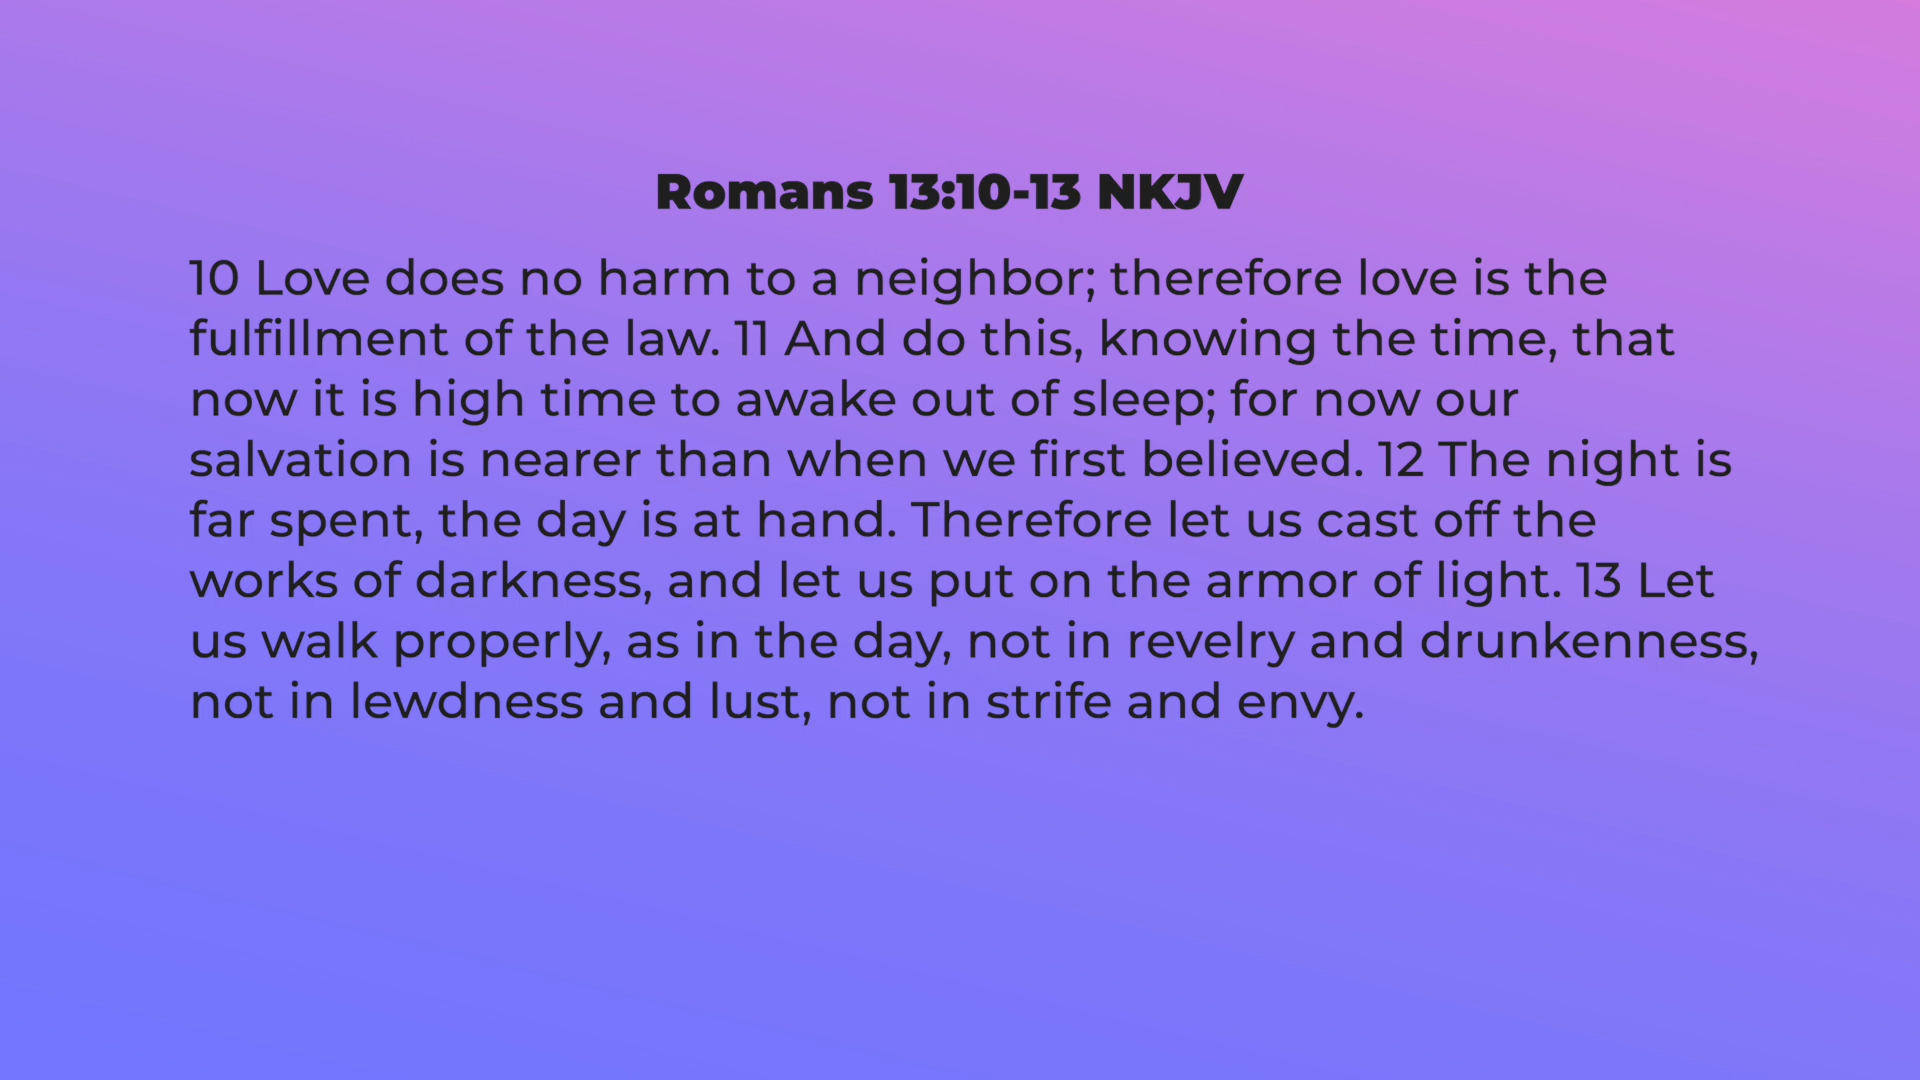 Romans 13:10-13 NKJV
10 Love does no harm to a neighbor; therefore love is the
fulfillment of the law. 11 And do this, knowing the time, that
now it is high time to awake out of sleep; for now our
salvation is nearer than when we first believed. 12 The night is
far spent, the day is at hand. Therefore let us cast off the
works of darkness, and let us put on the armor of light. 13 Let
us walk properly, as in the day, not in revelry and drunkenness,
not in lewdness and lust, not in strife and envy.